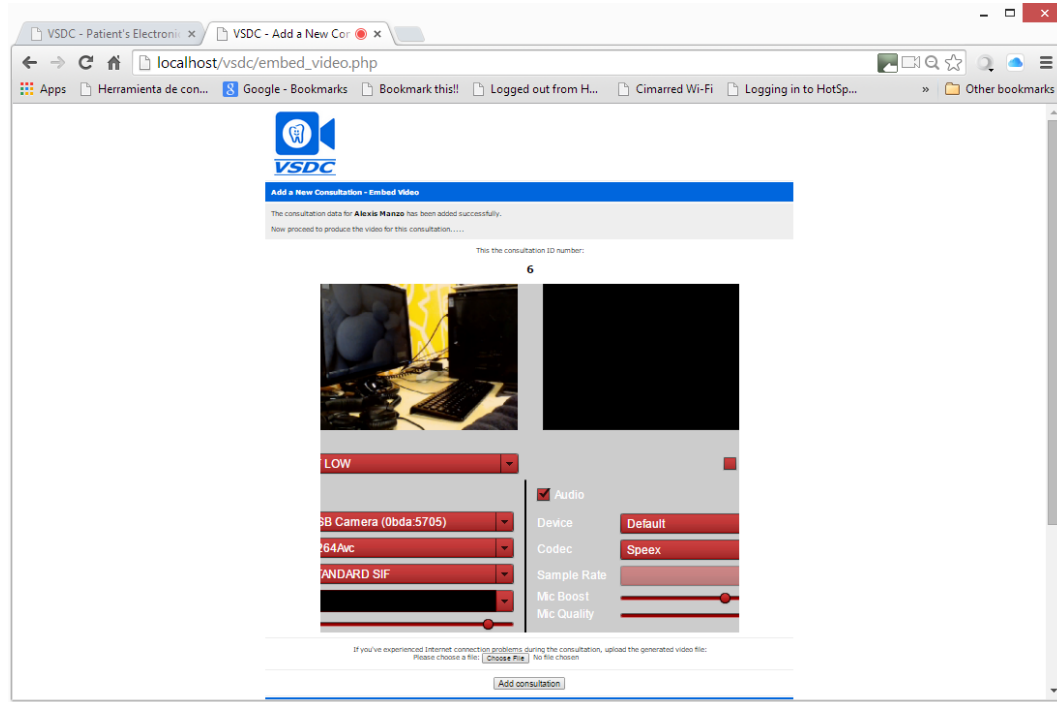 VSDC - Patient's Electronic
VSDC - Add a New Cor
localhost/vsdc/embed_video.php
Apps
Herramienta de con...
Google - Bookmarks
Bookmark this!!
Logged out from H...
Cimarred Wi-Fi
Logging in to HotSp...
»
Other bookmarks
VSDC
Add a New Consultation - Embed Video
The consultation data for Alexis Manzo has been added successfully.
Now proceed to produce the video for this consultation.....
This the consultation ID number:
6
LOW
Audio
SB Camera (0bda:5705)
Device
Default
264Avc
Codec
Speex
TANDARD SIF
Sample Rate
Mic Boost
Mic Quality
If you've experienced Internet connection problems during the consultation, upload the generated video file:
Please choose a file: Choose File No file chosen
Add consultation